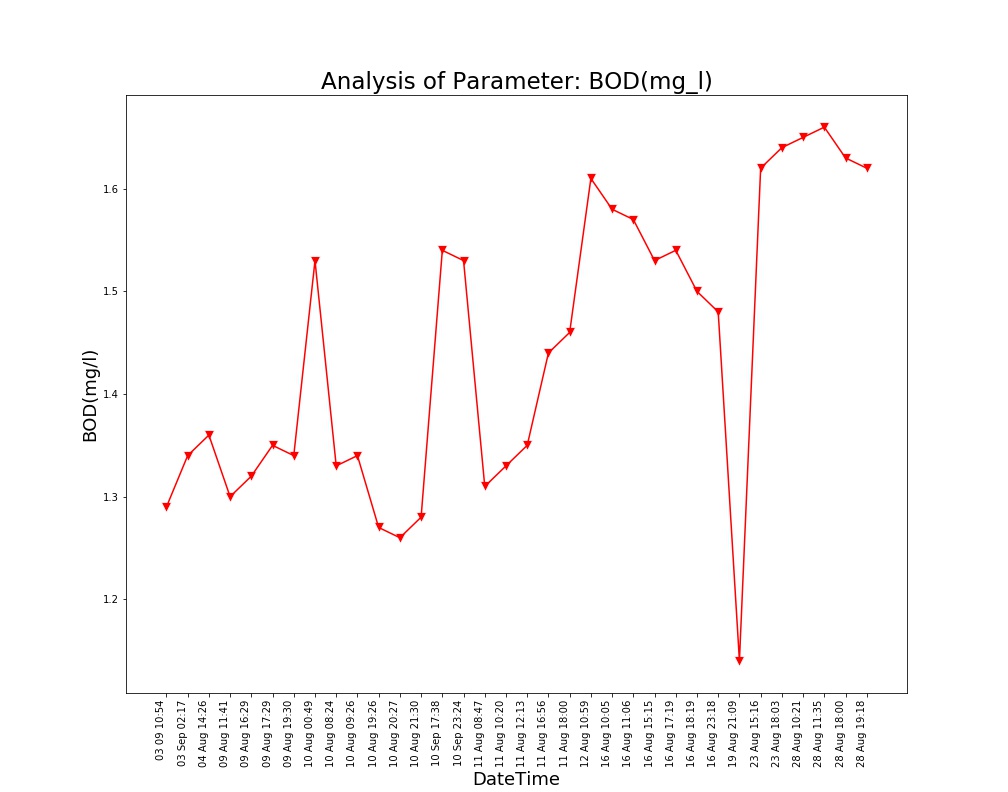 Analysis of Parameter: BOD(mg_l)
BOD(mg/l)
1.6
1.5
1.4
1.3
1.2
03 09 10:54
03 Sep 02:17
04 Aug 14:26
09 Aug 11:41
09 Aug 16:29
09 Aug 17:29
09 Aug 19:30
10 Aug 00:49
10 Aug 08:24
10 Aug 09:26
10 Aug 19:26
10 Aug 20:27
10 Aug 21:30
10 Sep 17:38
10 Sep 23:24
11 Aug 08:47
11 Aug 10:20
11 Aug 12:13
11 Aug 16:56
11 Aug 18:00
12 Aug 10:59
16 Aug 10:05
16 Aug 11:06
16 Aug 15:15
16 Aug 17:19
16 Aug 18:19
16 Aug 23:18
19 Aug 21:09
23 Aug 15:16
23 Aug 18:03
28 Aug 10:21
28 Aug 11:35
28 Aug 18:00
28 Aug 19:18
DateTime